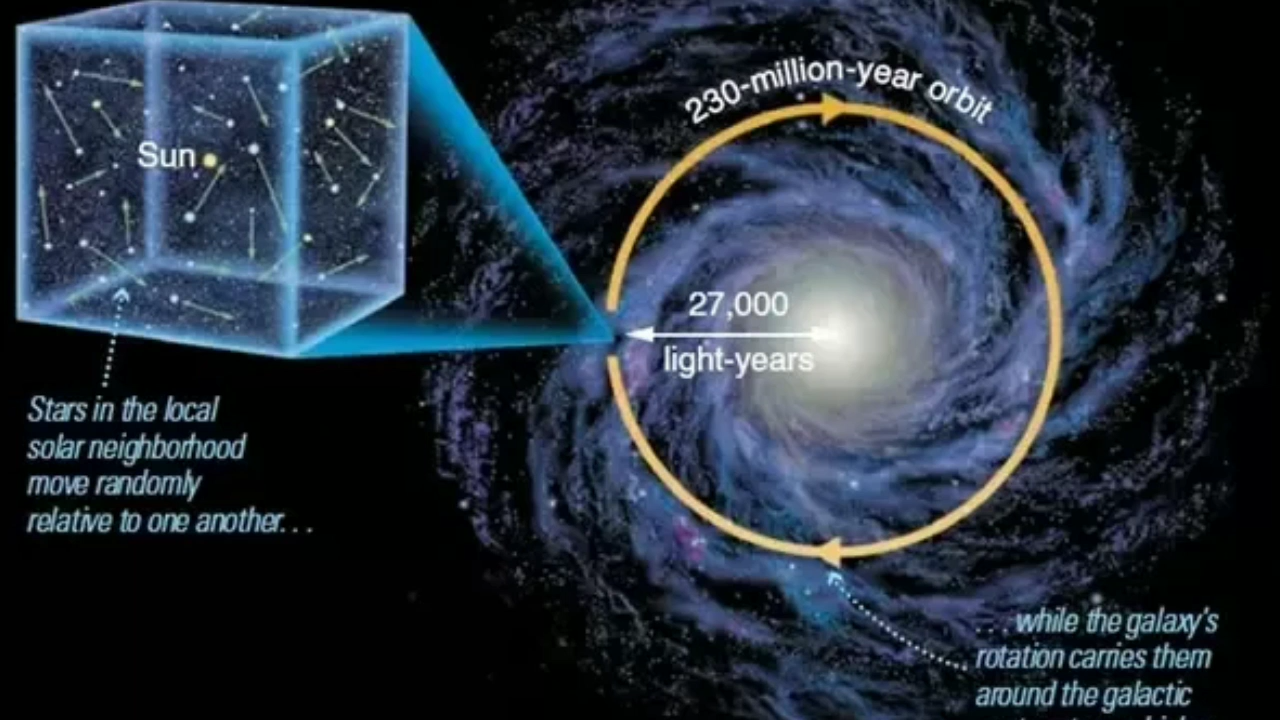 230-million-year orbit
Sun
27,000
light-years
Stars in the local
solar neighborhood
move randomly
relative to one another. . .
. . . while the galaxy's
rotation carries them
around the galactic